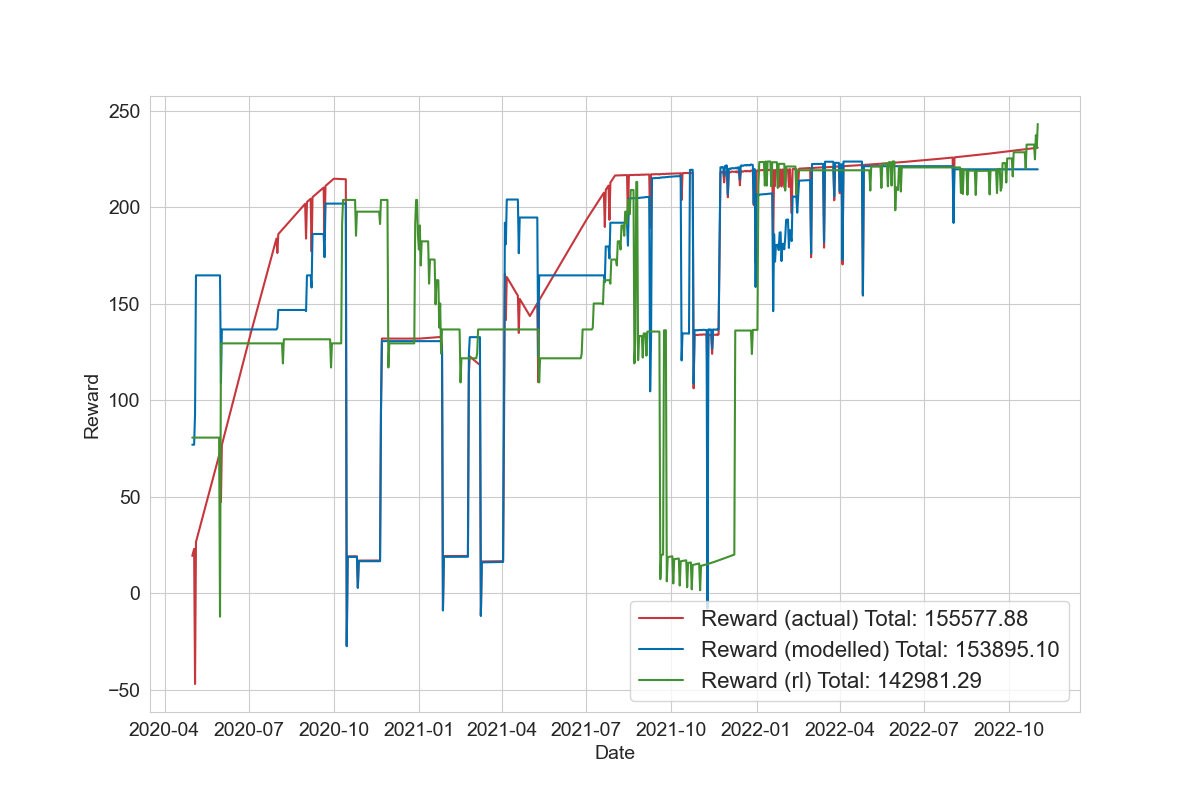 250
200
150
100
50
0
−50
Reward
Reward (actual) Total: 155577.88
Reward (modelled) Total: 153895.10
Reward (rl) Total: 142981.29
2020-04 2020-07 2020-10 2021-01 2021-04 2021-07 2021-10 2022-01 2022-04 2022-07 2022-10
Date